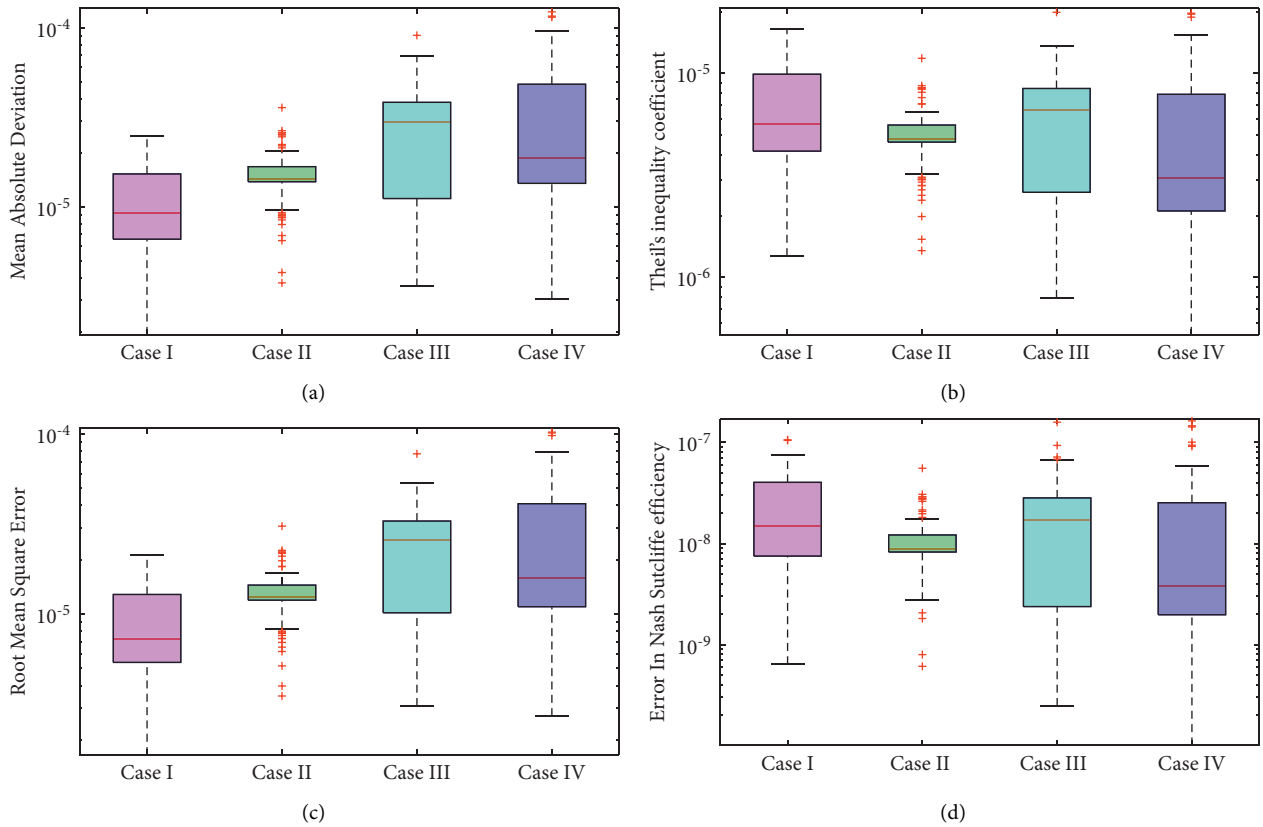 Mean Absolute Deviation
10-4
10-5
Case I Case II Case III Case IV
(a)
Theil's inequality coefficient
10-5
10-6
Case I Case II Case III Case IV
(b)
Root Mean Square Error
10-4
10-5
Case I Case II Case III Case IV
(c)
Error In Nash Sutcliffe efficiency
10-7
10-8
10-9
Case I Case II Case III Case IV
(d)